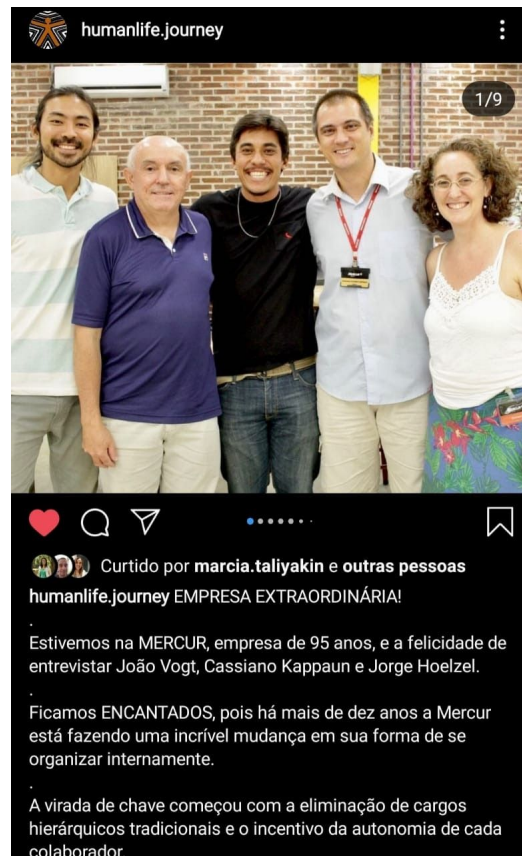 humanlife.journey
1/9
Curtido por marcia.taliyakin e outras pessoas
humanlife.journey EMPRESA EXTRAORDINÁRIA!
.
Estivemos na MERCUR, empresa de 95 anos, e a felicidade de
entrevistar João Vogt, Cassiano Kappaun e Jorge Hoelzel.
.
Ficamos ENCANTADOS, pois há mais de dez anos a Mercur
está fazendo uma incrível mudança em sua forma de se
organizar internamente.
.
A virada de chave começou com a eliminação de cargos
hierárquicos tradicionais e o incentivo da autonomia de cada
colaborador